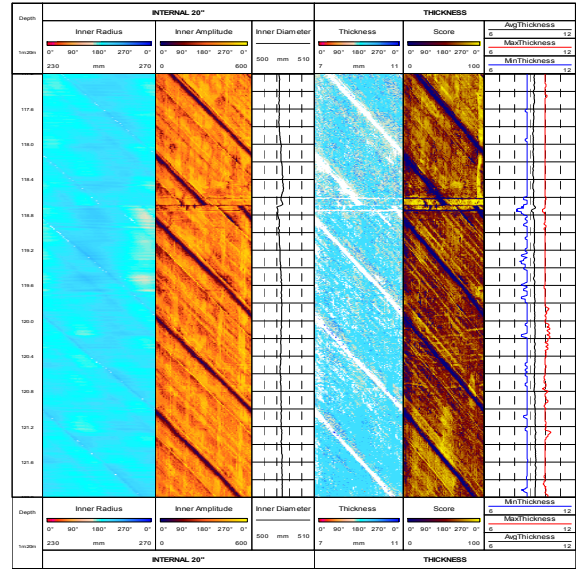 INTERNAL 20" THICKNESS
Depth Inner Radius Inner Amplitude Inner Diameter Thickness Score AvgThickness
6 12
MaxThickness
0° 90° 180° 270° 0° 0° 90° 180° 270° 0° 0° 90° 180° 270° 0° 0° 90° 180° 270° 0° 6 12
MinThickness
1m20m 230 mm 270 0 600 500 mm 510 7 mm 11 0 100 6 12
117.6
118.0
118.4
118.8
119.2
119.6
120.0
120.4
120.8
121.2
121.6
Depth Inner Radius Inner Amplitude Inner Diameter Thickness Score MinThickness
6 12
MaxThickness
0° 90° 180° 270° 0° 0° 90° 180° 270° 0° 0° 90° 180° 270° 0° 0° 90° 180° 270° 0° 6 12
AvgThickness
1m20m 230 mm 270 0 600 500 mm 510 7 mm 11 0 100 6 12
INTERNAL 20" THICKNESS